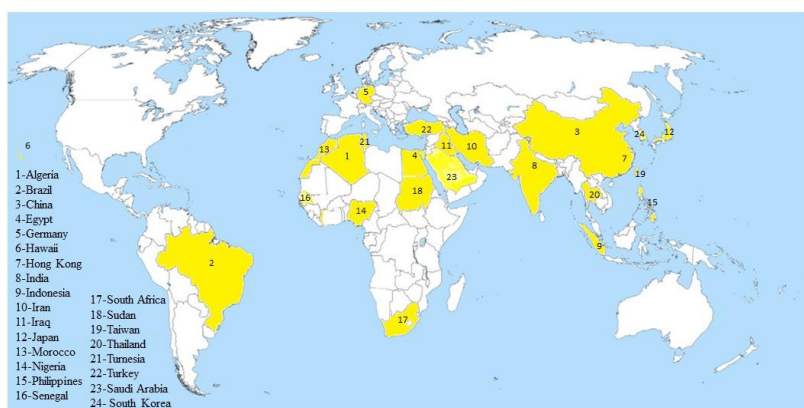 5
6
13
21
22
11
10
3
24
12
1
4
8
7
19
23
16
14
18
20
15
2
9
17
1-Algeria
2-Brazil
3-China
4-Egypt
5-Germany
6-Hawaii
7-Hong Kong
8-India
9-Indonesia
10-Iran
11-Iraq
12-Japan
13-Morocco
14-Nigeria
15-Philippines
16-Senegal
17-South Africa
18-Sudan
19-Taiwan
20-Thailand
21-Turnesia
22-Turkey
23-Saudi Arabia
24- South Korea